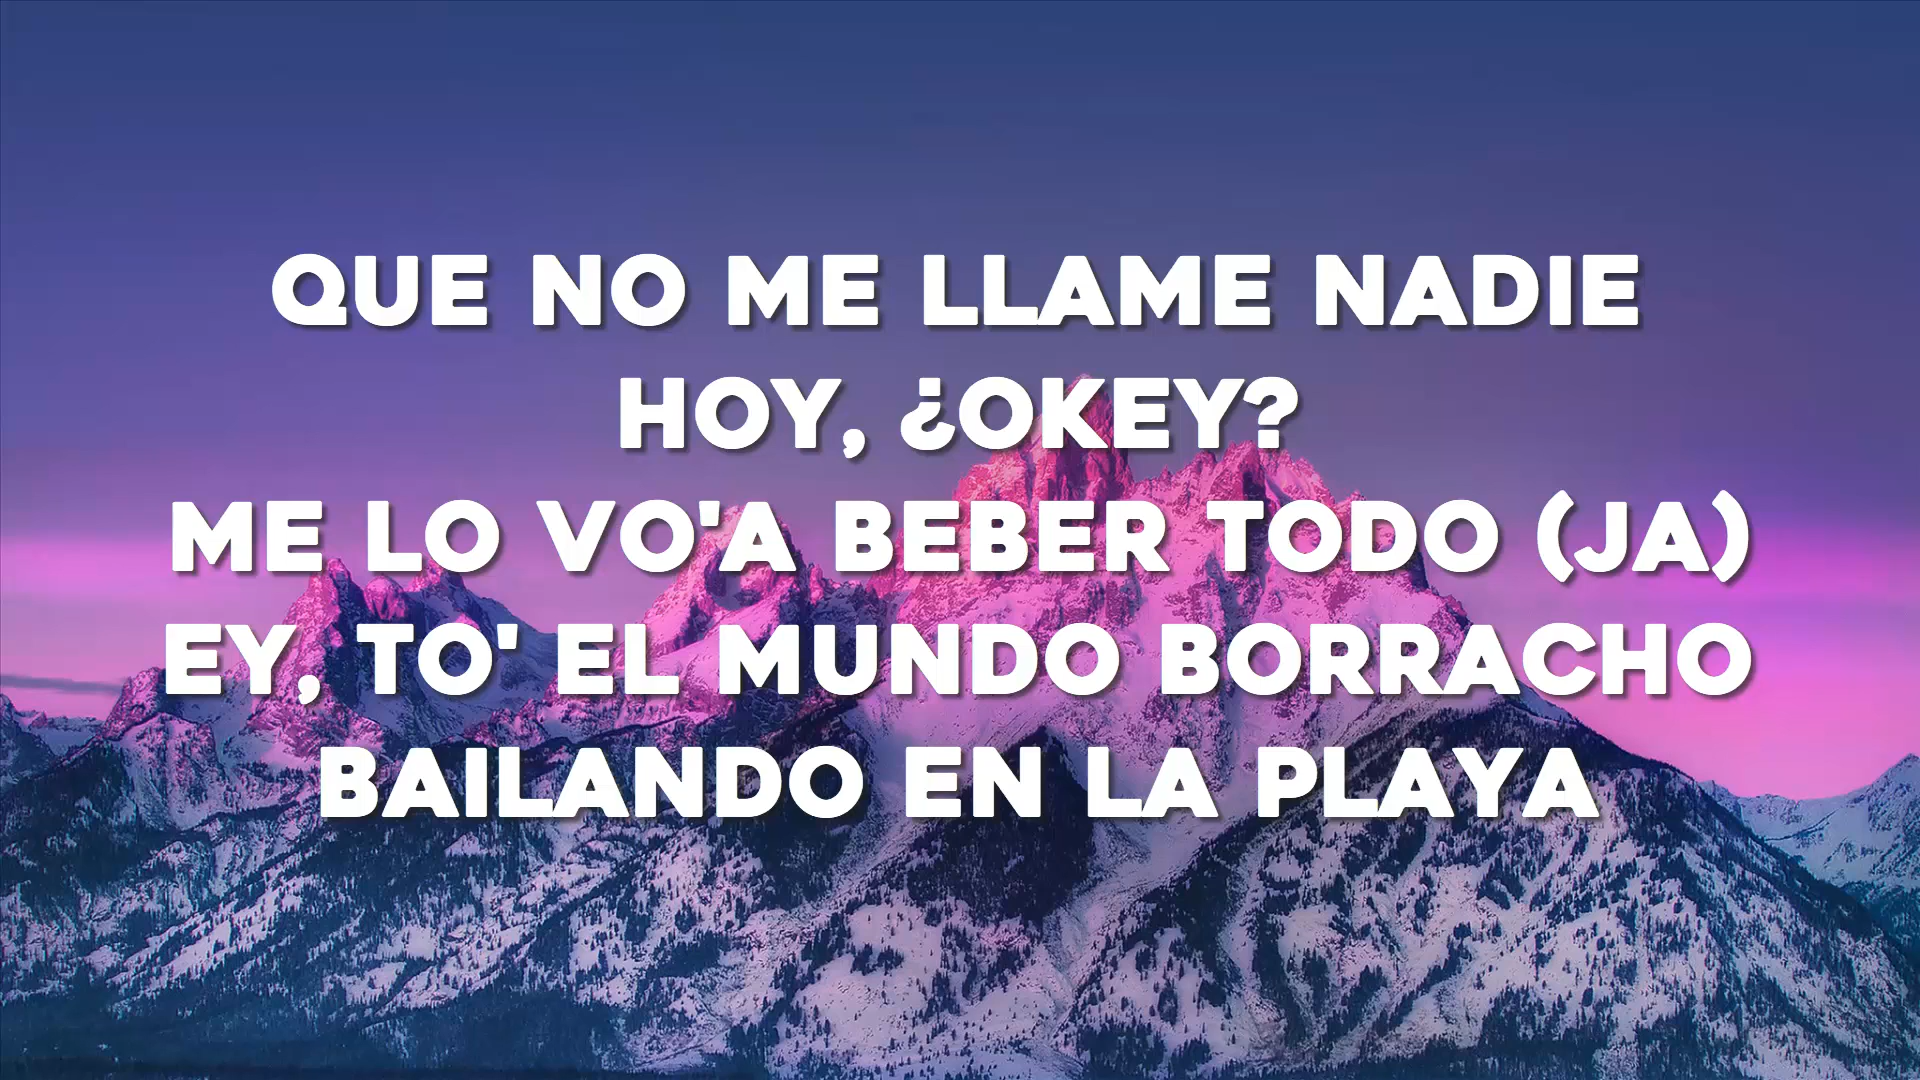 QUE NO ME LLAME NADIE
HOY, ¿OKEY?
ME LO VO'A BEBER TODO (JA)
EY, TO' EL MUNDO BORRACHO
BAILANDO EN LA PLAYA